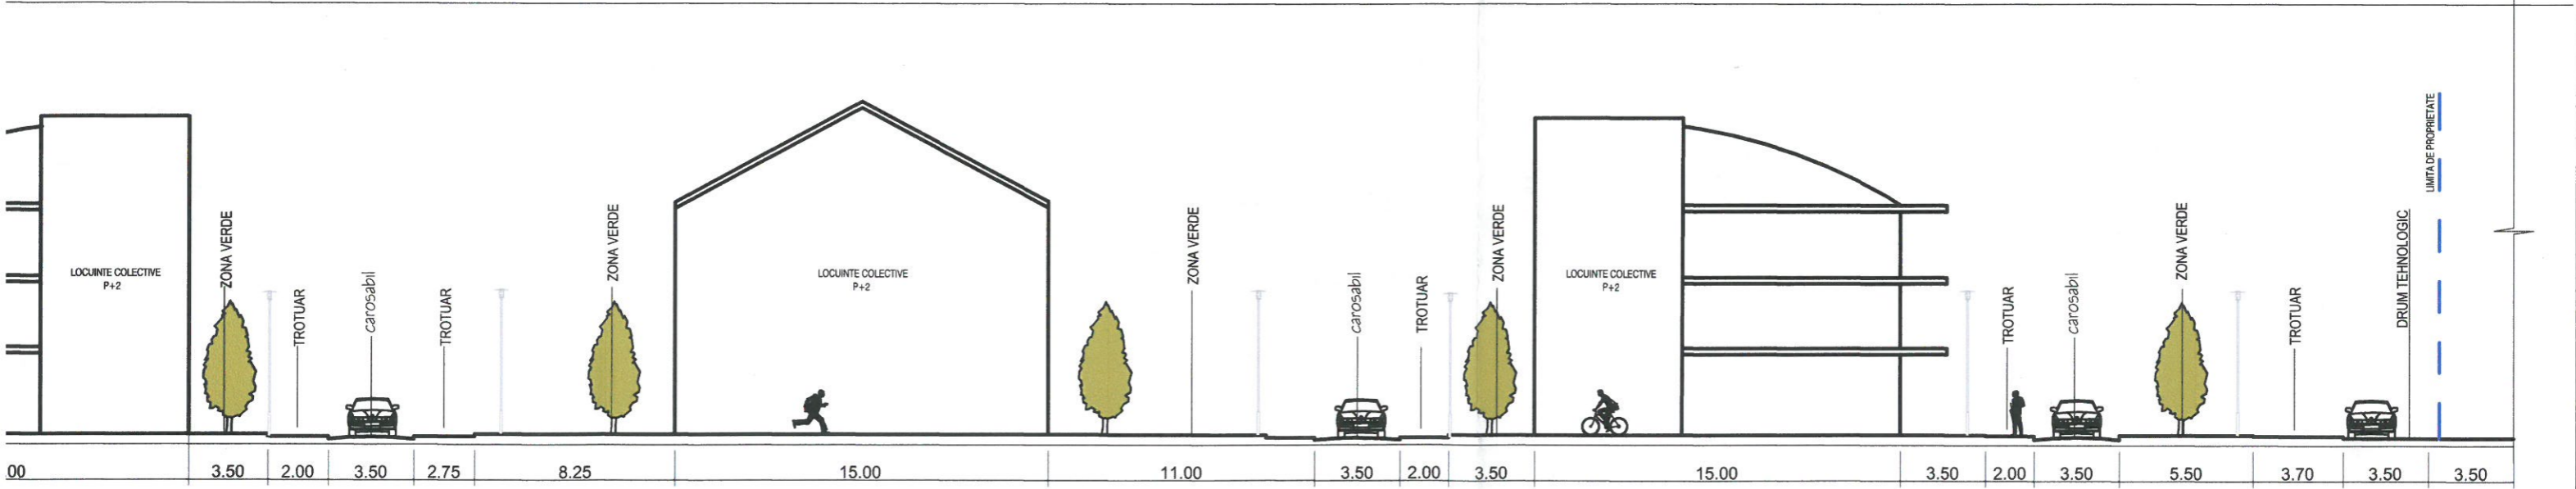 LOCUINTE COLECTIVE
P+2
ZONA VERDE
TROTUAR
carosabil
TROTUAR
ZONA VERDE
LOCUINTE COLECTIVE
P+2
ZONA VERDE
carosabil
TROTUAR
ZONA VERDE
LOCUINTE COLECTIVE
P+2
TROTUAR
carosabil
ZONA VERDE
TROTUAR
DRUM TEHNOLOGIC
LIMITA DE PROPRIETATE
00 3.50 2.00 3.50 2.75 8.25 15.00 11.00 3.50 2.00 3.50 15.00 3.50 2.00 3.50 5.50 3.70 3.50 3.50